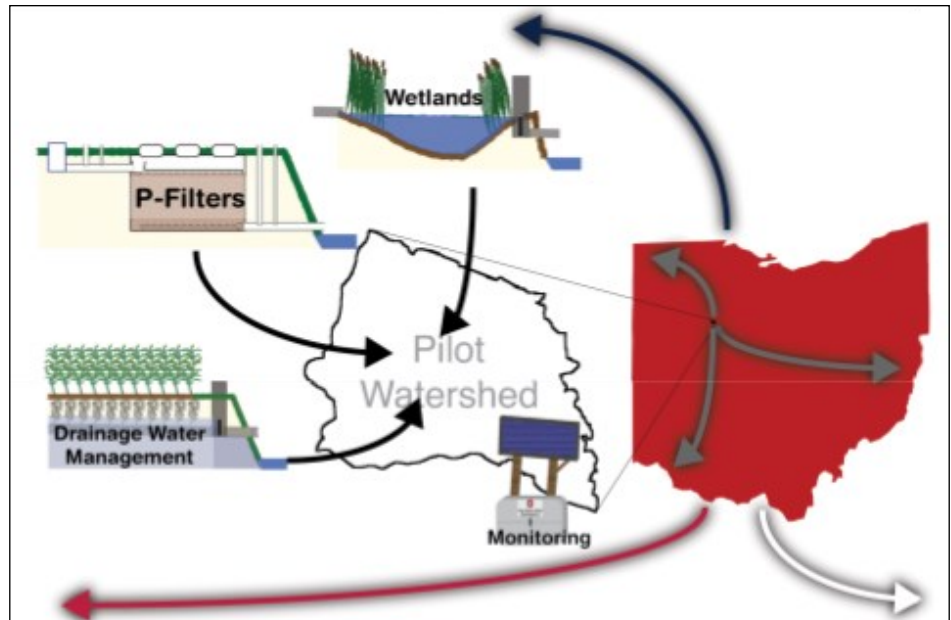 Wetlands
P-Filters
Pilot
Watershed
Drainage Water
Management
Monitoring